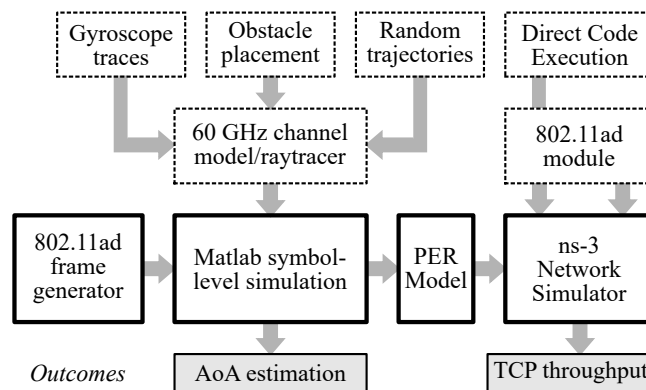 Gyroscope
traces
Obstacle
placement
Random
trajectories
Direct Code
Execution
60 GHz channel
model/raytracer
802.11ad
module
802.11ad
frame
generator
Matlab symbol-
level simulation
PER
Model
ns-3
Network
Simulator
Outcomes
AoA estimation
TCP throughput